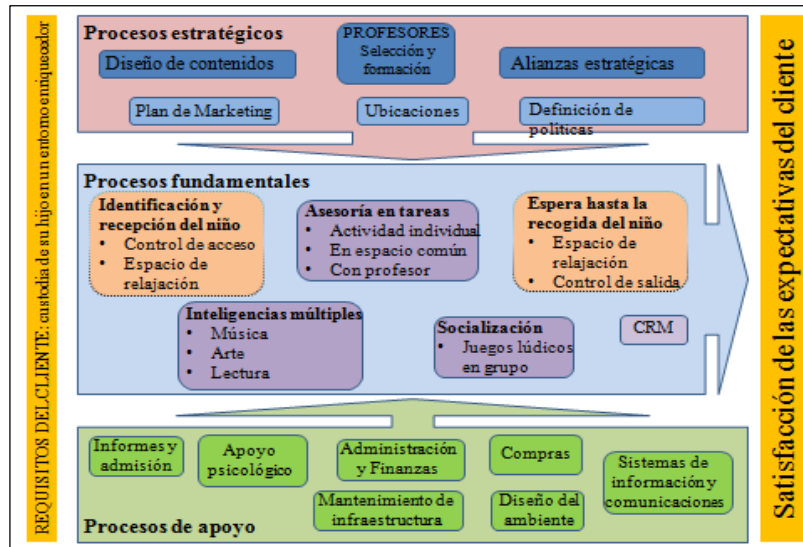 REQUISITOS DEL CLIENTE: custodia de su hijo en un entorno enriquecedor
Procesos estratégicos
Diseño de contenidos
PROFESORES
Selección y
formación
Alianzas estratégicas
Plan de Marketing
Ubicaciones
Definición de
políticas
Procesos fundamentales
Identificación y
recepción del niño
• Control de acceso
• Espacio de
relajación
Asesoría en tareas
• Actividad individual
• En espacio común
• Con profesor
Espera hasta la
recogida del niño
• Espacio de
relajación
• Control de salida
Inteligencias múltiples
• Música
• Arte
• Lectura
Socialización
• Juegos lúdicos
en grupo
CRM
Informes y
admisión
Apoyo
psicológico
Administración
y Finanzas
Compras
Sistemas de
información y
comunicaciones
Mantenimiento de
infraestructura
Diseño del
ambiente
Procesos de apoyo
Satisfacción de las expectativas del cliente